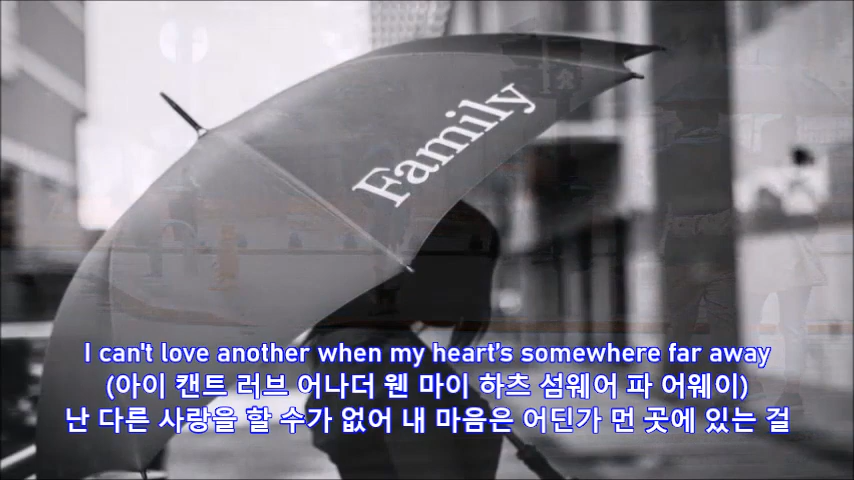 Family
I can't love another when my heart's somewhere far away
(아이 캔트 러브 어나더 웬 마이 하츠 섬웨어 파 어웨이)
난 다른 사랑을 할 수가 없어 내 마음은 어딘가 먼 곳에 있는 걸